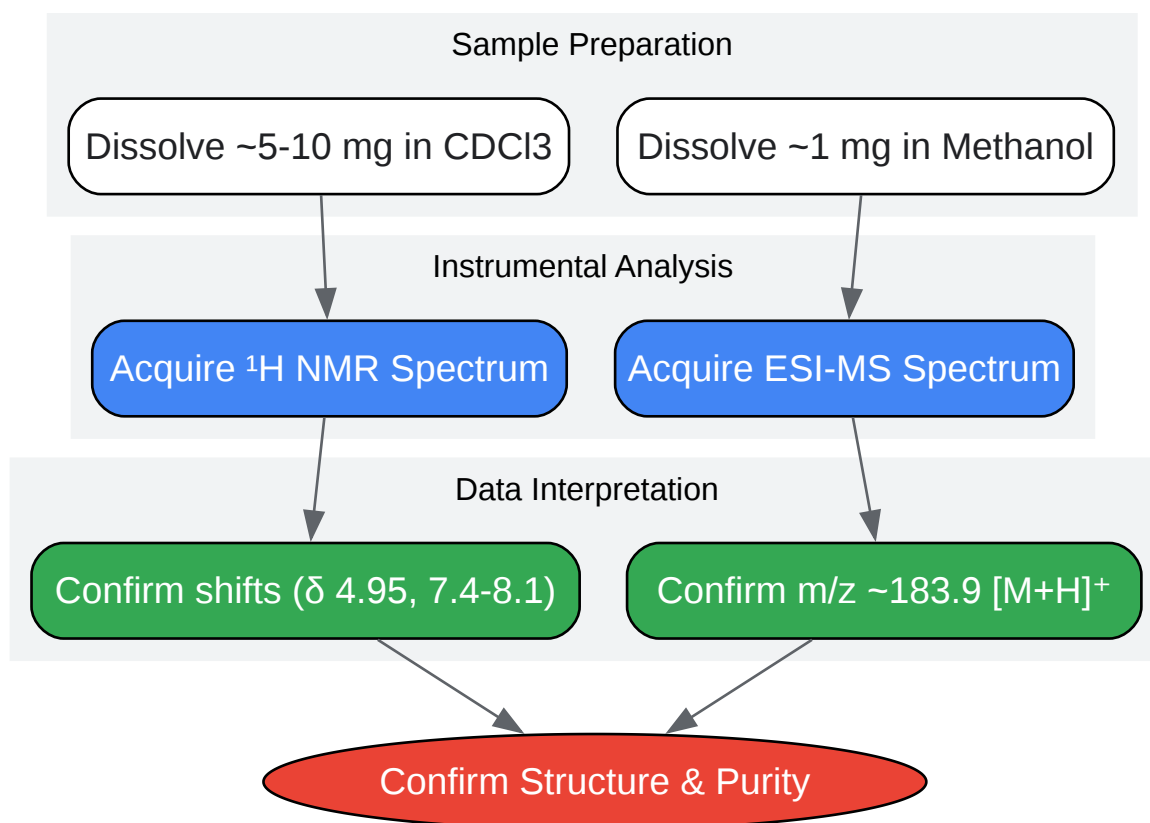 Sample Preparation
Dissolve ~5-10 mg in CDCl3
Dissolve ~1 mg in Methanol
Instrumental Analysis
Acquire ¹H NMR Spectrum
Acquire ESI-MS Spectrum
Data Interpretation
Confirm shifts (δ 4.95, 7.4-8.1)
Confirm m/z ~183.9 [M+H]⁺
Confirm Structure & Purity